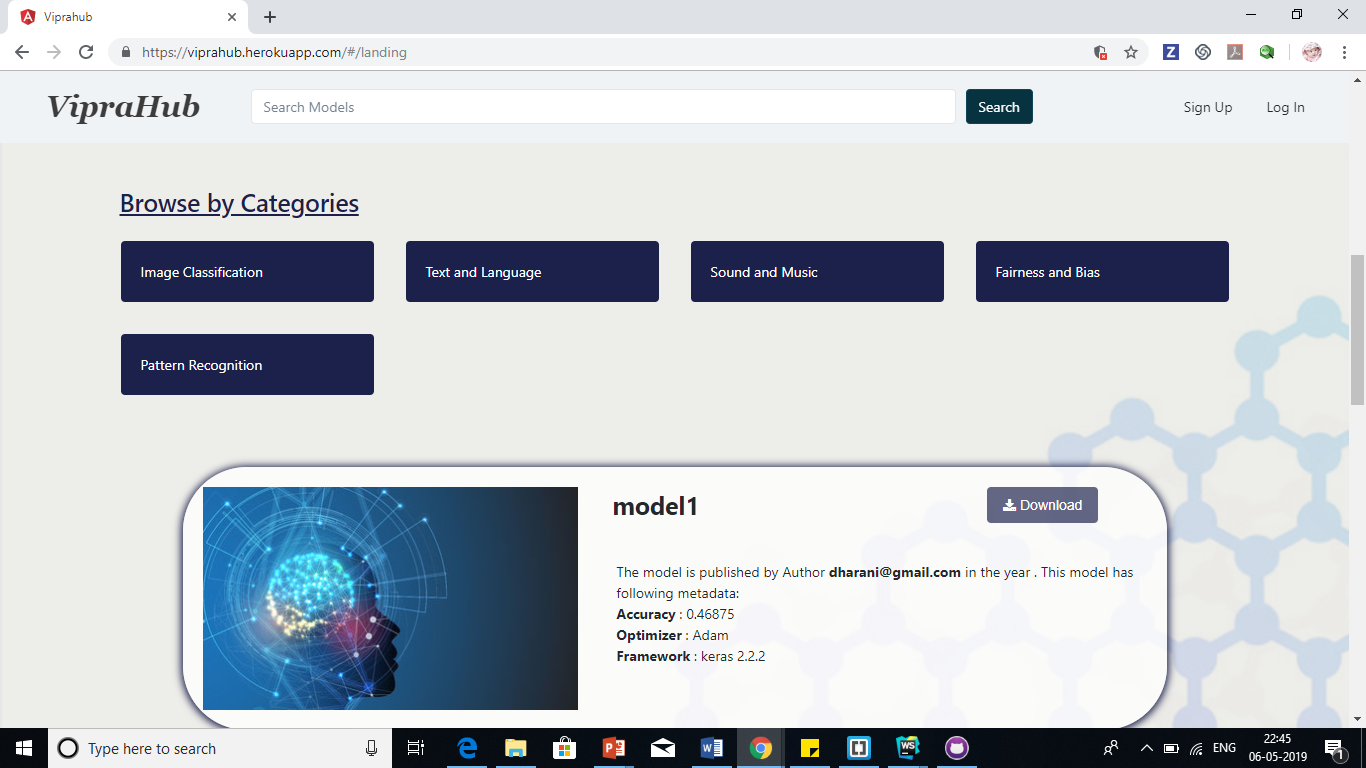 Viprahub
https://viprahub.herokuapp.com/#/landing
VipraHub
Search Models
Search
Sign Up
Log In
Browse by Categories
Image Classification
Text and Language
Sound and Music
Fairness and Bias
Pattern Recognition
model1
Download
The model is published by Author dharani@gmail.com in the year . This model has
following metadata:
Accuracy : 0.46875
Optimizer : Adam
Framework : keras 2.2.2
Type here to search
ENG
22:45
06-05-2019